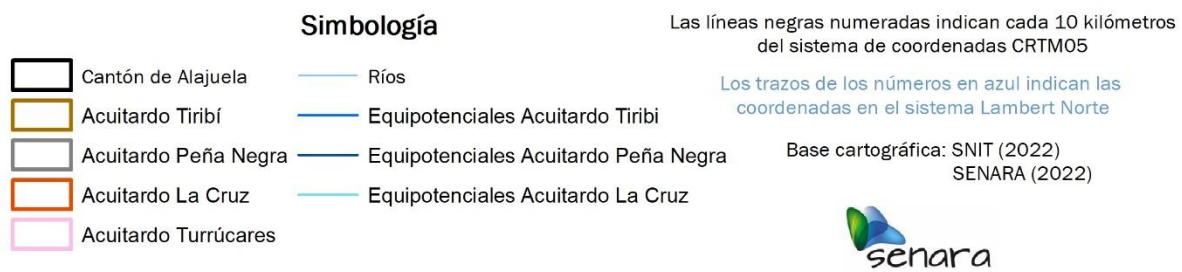 Simbología
Cantón de Alajuela
Acuitardo Tiribí
Acuitardo Peña Negra
Acuitardo La Cruz
Acuitardo Turrúcares
Ríos
Equipotenciales Acuitardo Tiribi
Equipotenciales Acuitardo Peña Negra
Equipotenciales Acuitardo La Cruz
Las líneas negras numeradas indican cada 10 kilómetros
del sistema de coordenadas CRTM05
Los trazos de los números en azul indican las
coordenadas en el sistema Lambert Norte
Base cartográfica: SNIT (2022)
SENARA (2022)
senara